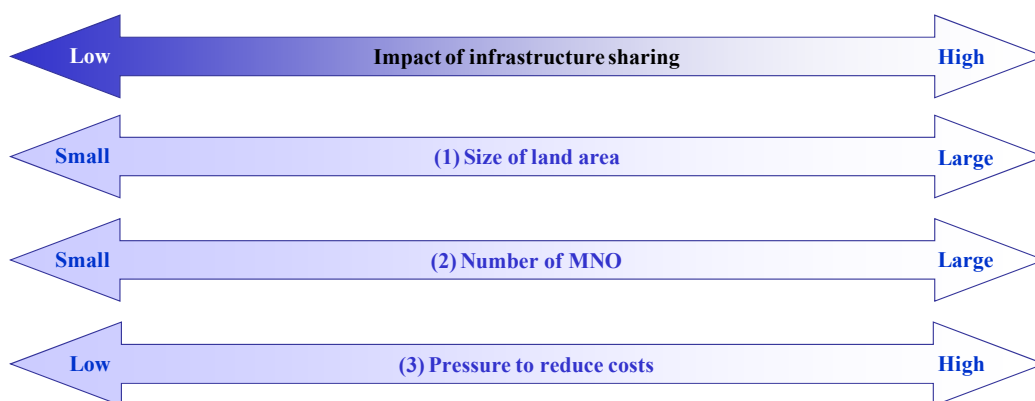 Low Impact of infrastructure sharing High
Small (1) Size of land area Large
Small (2) Number of MNO Large
Low (3) Pressure to reduce costs High